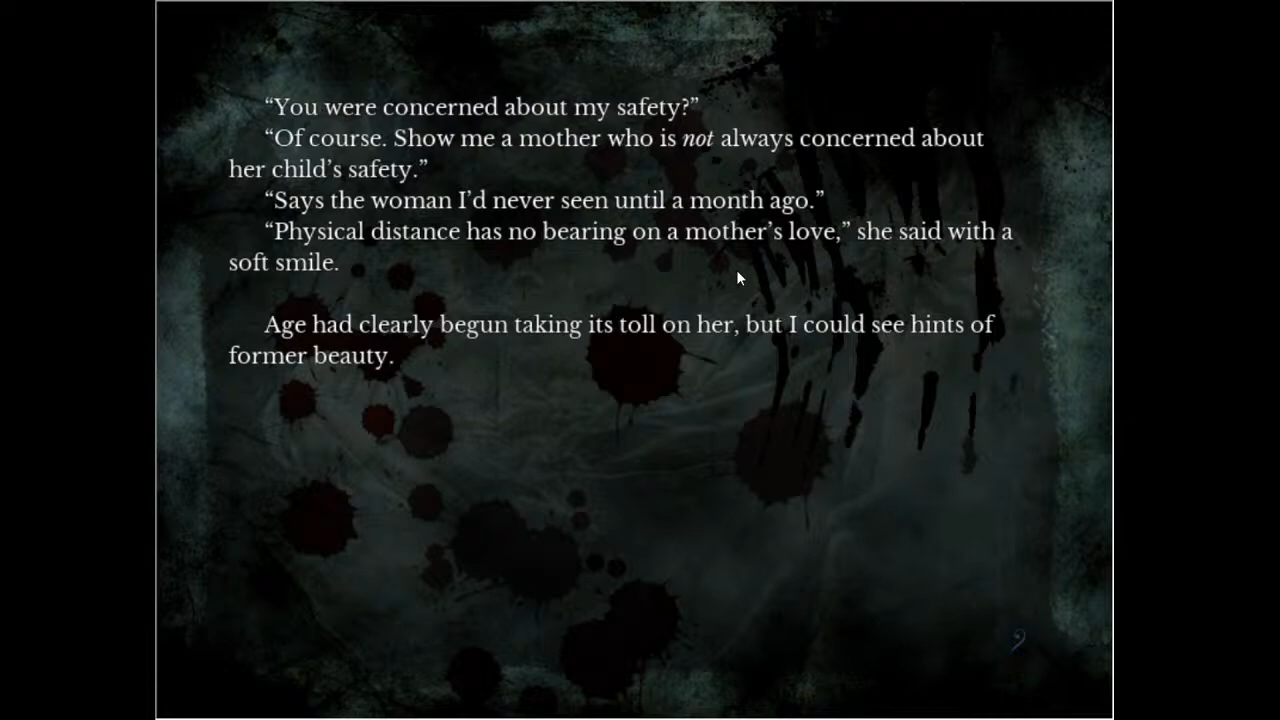 “You were concerned about my safety?”
“Of course. Show me a mother who is not always concerned about
her child’s safety.”
“Says the woman I’d never seen until a month ago.”
“Physical distance has no bearing on a mother’s love,” she said with a
soft smile.
Age had clearly begun taking its toll on her, but I could see hints of
former beauty.